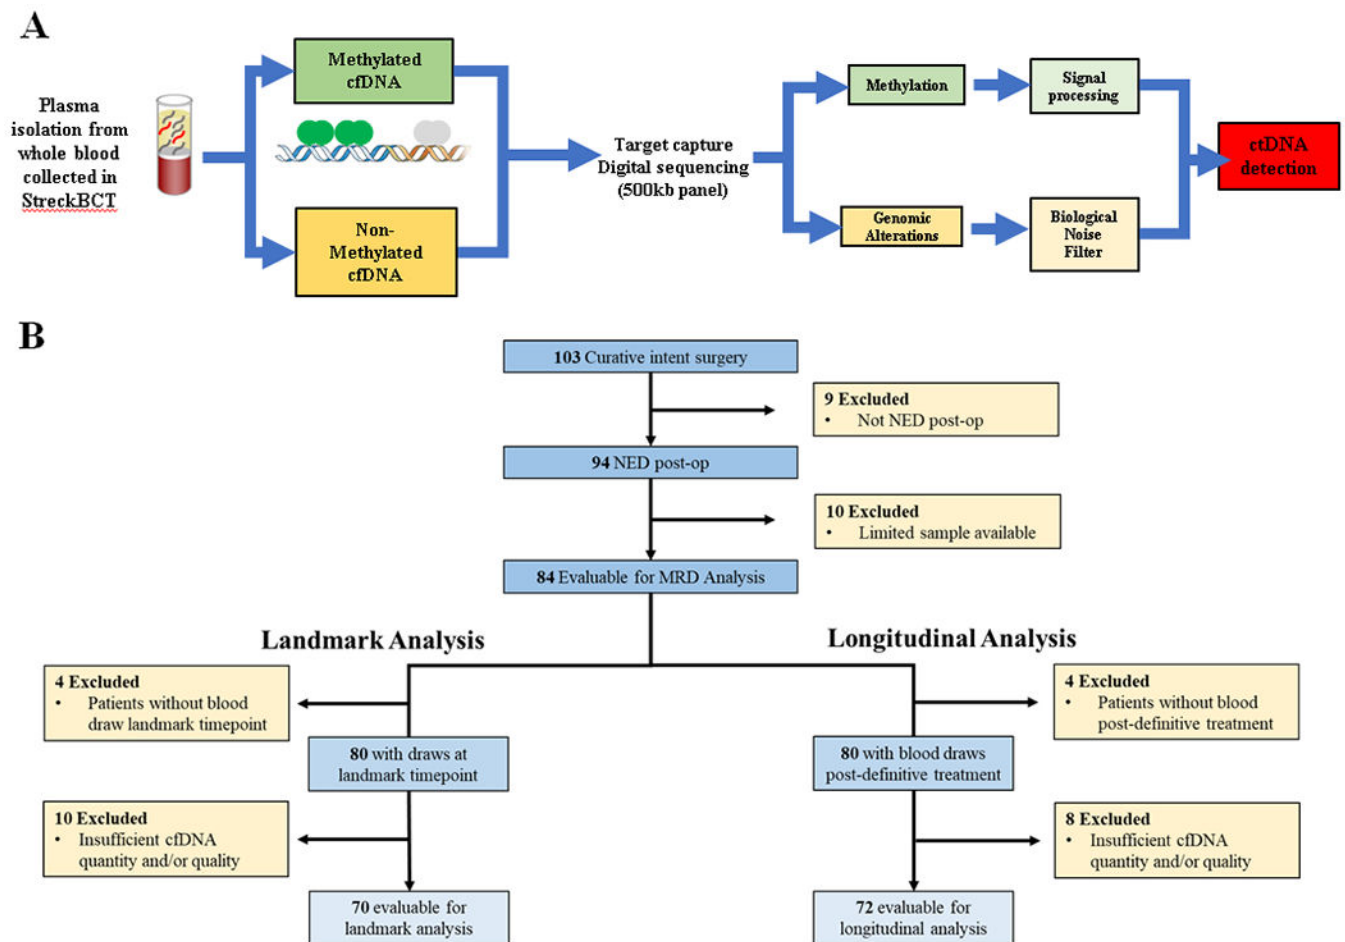 A
Plasma
isolation from
whole blood
collected in
StreckBCT
Methylated
cfDNA
Non-
Methylated
cfDNA
Target capture
Digital sequencing
(500kb panel)
Methylation
Signal
processing
Genomic
Alterations
Biological
Noise
Filter
ctDNA
detection
B
103 Curative intent surgery
9 Excluded
• Not NED post-op
94 NED post-op
10 Excluded
• Limited sample available
84 Evaluable for MRD Analysis
Landmark Analysis
Longitudinal Analysis
4 Excluded
• Patients without blood
draw landmark timepoint
80 with draws at
landmark timepoint
10 Excluded
• Insufficient cfDNA
quantity and/or quality
70 evaluable for
landmark analysis
4 Excluded
• Patients without blood
post-definitive treatment
80 with blood draws
post-definitive treatment
8 Excluded
• Insufficient cfDNA
quantity and/or quality
72 evaluable for
longitudinal analysis